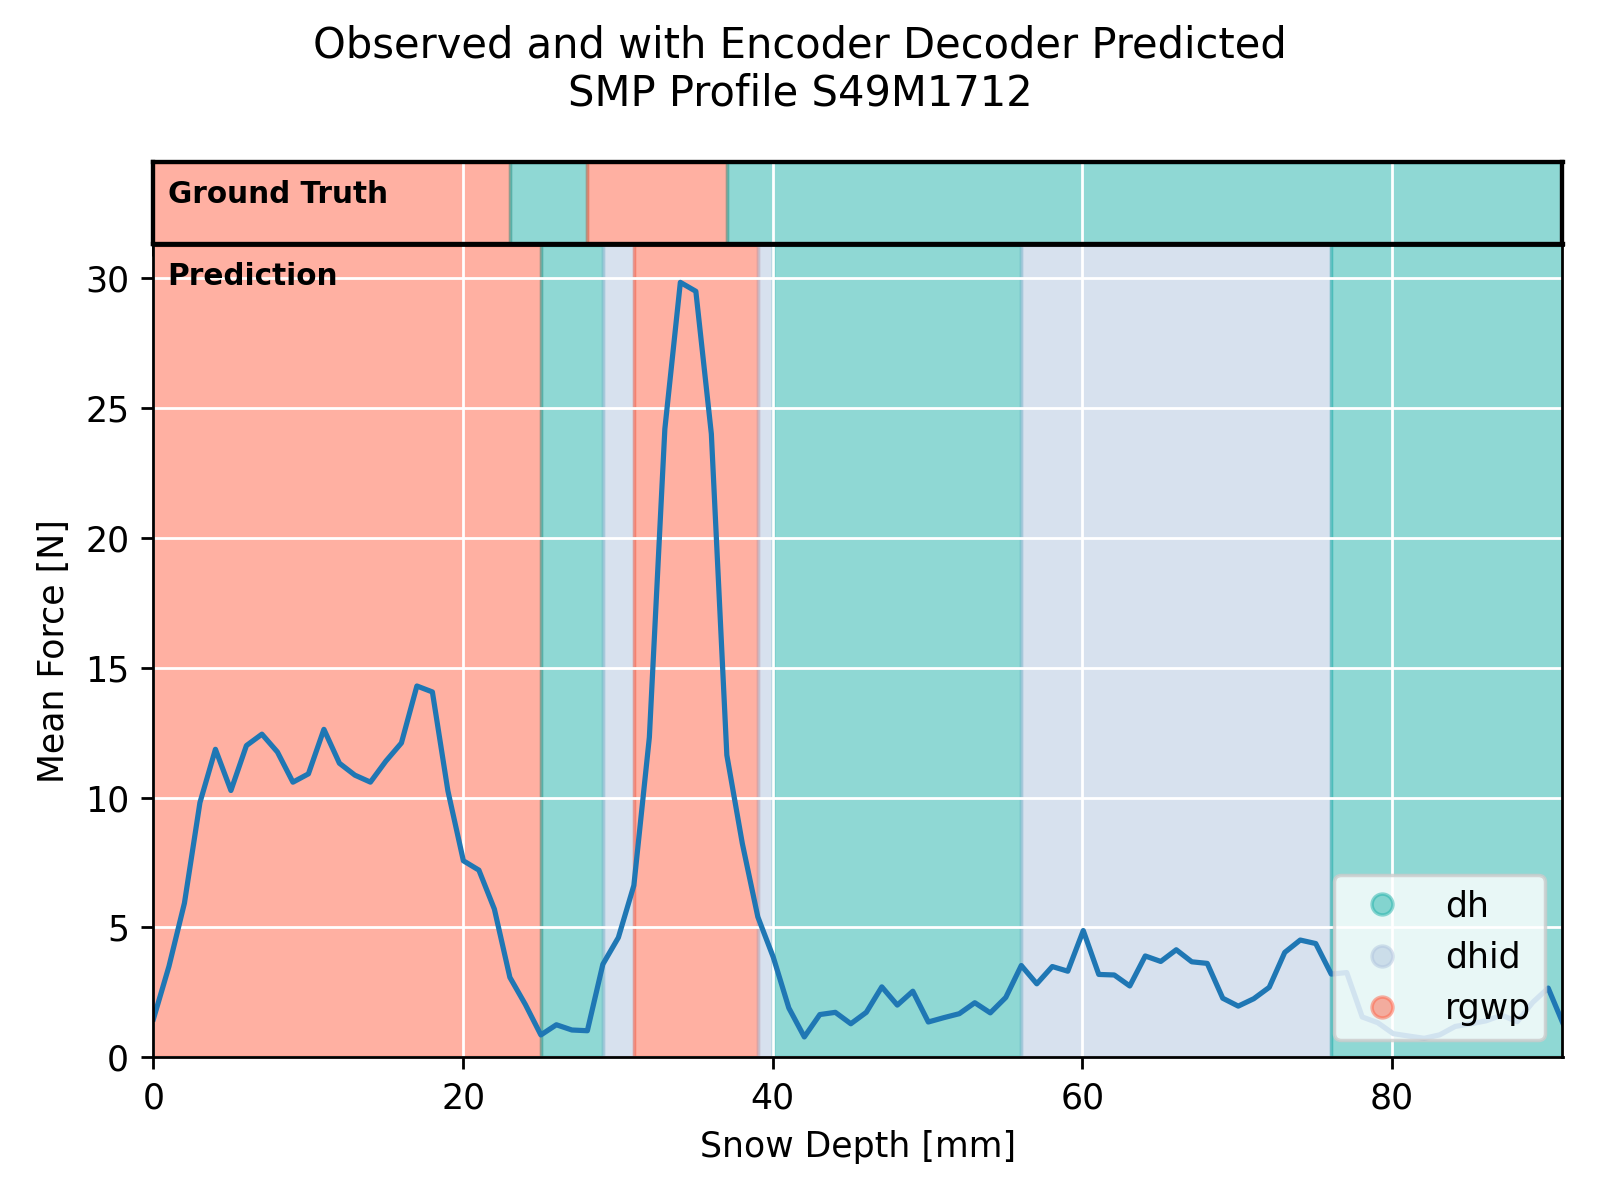 Observed and with Encoder Decoder Predicted
SMP Profile S49M1712
Ground Truth
Prediction
30
25
20
15
10
5
0
Mean Force [N]
0 20 40 60 80
Snow Depth [mm]
dh
dhid
rgwp